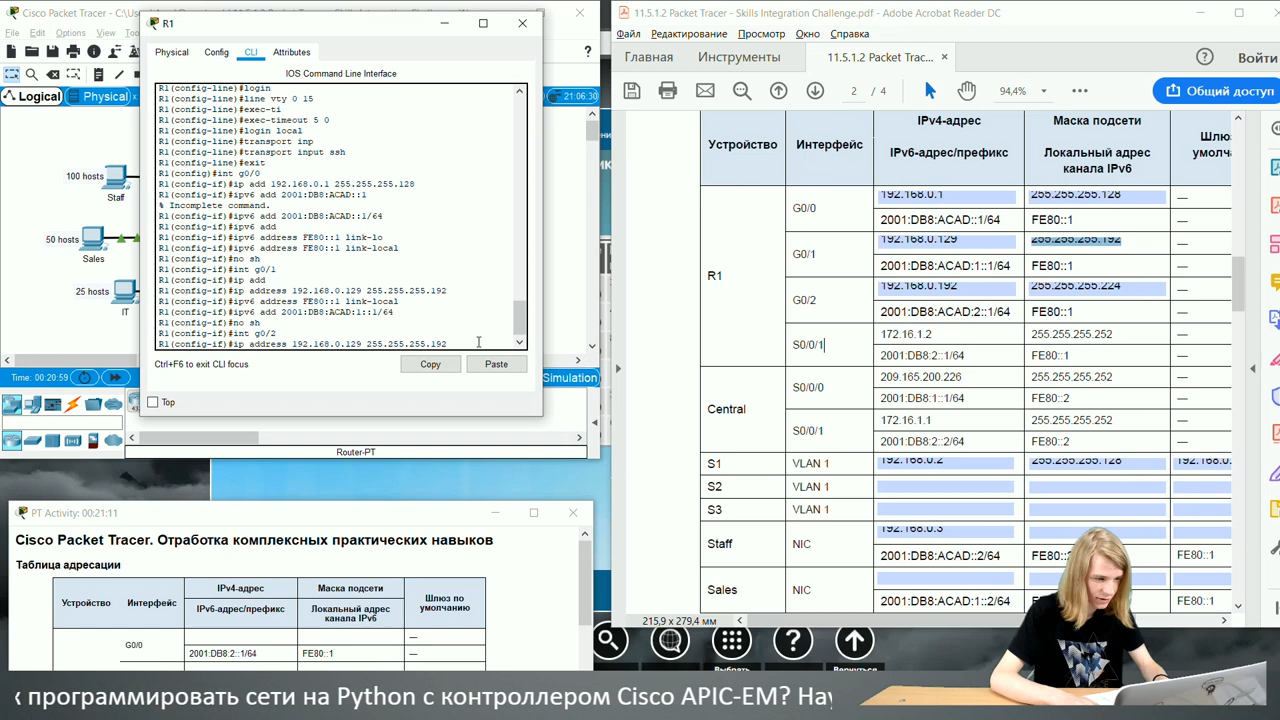 Cisco Packet Tracer - C:\U
File Edit Options View Too
Logical
Physical
21:06:30
100 hosts
Staff
50 hosts
Sales
25 hosts
IT
Time: 00:20:59
Simulation
Router-PT
R1
Physical Config CLI Attributes
IOS Command Line Interface
R1(config-line)#login
R1(config-line)#line vty 0 15
R1(config-line)#exec-ti
R1(config-line)#exec-timeout 5 0
R1(config-line)#login local
R1(config-line)#transport inp
R1(config-line)#transport input ssh
R1(config-line)#exit
R1(config)#int g0/0
R1(config-if)#ip add 192.168.0.1 255.255.255.128
R1(config-if)#ipv6 add 2001:DB8:ACAD::1
% Incomplete command.
R1(config-if)#ipv6 add 2001:DB8:ACAD::1/64
R1(config-if)#ipv6 add
R1(config-if)#ipv6 address FE80::1 link-lo
R1(config-if)#ipv6 address FE80::1 link-local
R1(config-if)#no sh
R1(config-if)#int g0/1
R1(config-if)#ip add
R1(config-if)#ip address 192.168.0.129 255.255.255.192
R1(config-if)#ipv6 address FE80::1 link-local
R1(config-if)#ipv6 add 2001:DB8:ACAD:1::1/64
R1(config-if)#no sh
R1(config-if)#int g0/2
R1(config-if)#ip address 192.168.0.129 255.255.255.192
Ctrl+F6 to exit CLI focus
Copy
Paste
Top
PT Activity: 00:21:11
Cisco Packet Tracer. Отработка комплексных практических навыков
Таблица адресации
Устройство Интерфейс IPv4-адрес Маска подсети Шлюз по умолчанию
IPv6-адрес/префикс Локальный адрес канала IPv6
G0/0 —
2001:DB8:2::1/64 FE80::1 —
11.5.1.2 Packet Tracer - Skills Integration Challenge.pdf - Adobe Acrobat Reader DC
Файл Редактирование Просмотр Окно Справка
Главная Инструменты 11.5.1.2 Packet Trac... × Войти
2 / 4 94,4% Общий доступ
Устройство Интерфейс IPv4-адрес Маска подсети
IPv6-адрес/префикс Локальный адрес канала IPv6
R1 G0/0 192.168.0.1 255.255.255.128 —
2001:DB8:ACAD::1/64 FE80::1 —
G0/1 192.168.0.129 255.255.255.192 —
2001:DB8:ACAD:1::1/64 FE80::1 —
G0/2 192.168.0.192 255.255.255.224 —
2001:DB8:ACAD:2::1/64 FE80::1 —
S0/0/1 172.16.1.2 255.255.255.252 —
2001:DB8:2::1/64 FE80::1 —
Central S0/0/0 209.165.200.226 255.255.255.252 —
2001:DB8:1::1/64 FE80::2 —
S0/0/1 172.16.1.1 255.255.255.252 —
2001:DB8:2::2/64 FE80::2 —
S1 VLAN 1 192.168.0.2 255.255.255.128 192.168.0.
S2 VLAN 1
S3 VLAN 1
Staff NIC 192.168.0.3
2001:DB8:ACAD::2/64 FE80::2 FE80::1
Sales NIC
2001:DB8:ACAD:1::2/64 FE80::1
215,9 x 279,4 мм
к программировать сети на Python с контроллером Cisco APIC-EM? Нау